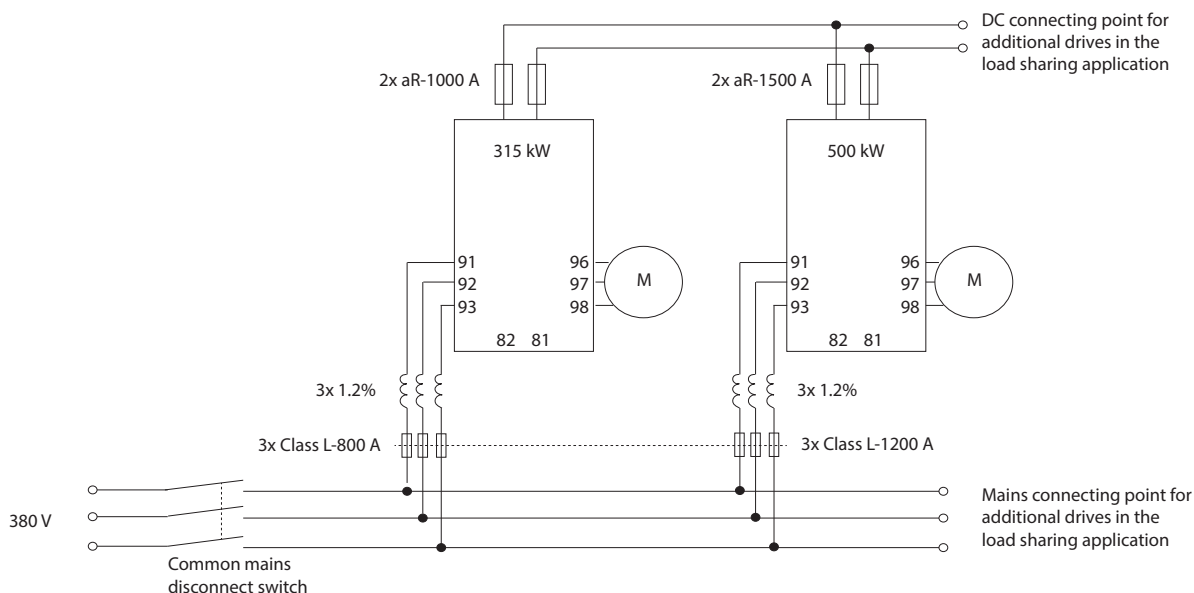 DC connecting point for
additional drives in the
load sharing application
2x aR-1000 A
2x aR-1500 A
315 kW
500 kW
91
96
92
97
93
98
M
82 81
91
96
92
97
93
98
M
82 81
3x 1.2%
3x 1.2%
3x Class L-800 A
3x Class L-1200 A
380 V
Mains connecting point for
additional drives in the
load sharing application
Common mains
disconnect switch